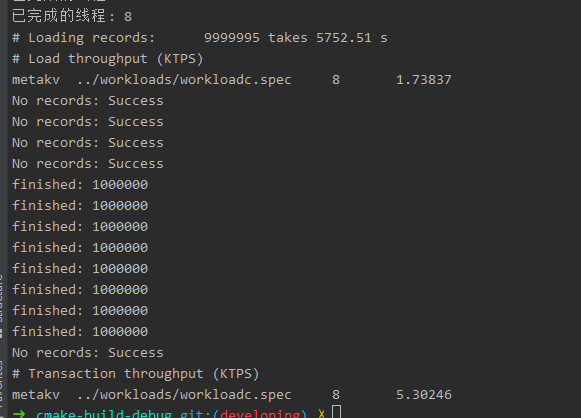 已完成的线程: 8
# Loading records:      9999995 takes 5752.51 s
# Load throughput (KTPS)
metakv  ../workloads/workloadc.spec     8       1.73837
No records: Success
No records: Success
No records: Success
No records: Success
finished: 1000000
finished: 1000000
finished: 1000000
finished: 1000000
finished: 1000000
finished: 1000000
finished: 1000000
finished: 1000000
No records: Success
# Transaction throughput (KTPS)
metakv  ../workloads/workloadc.spec     8       5.30246
➜ cmake-build-debug git:(developing) ✗